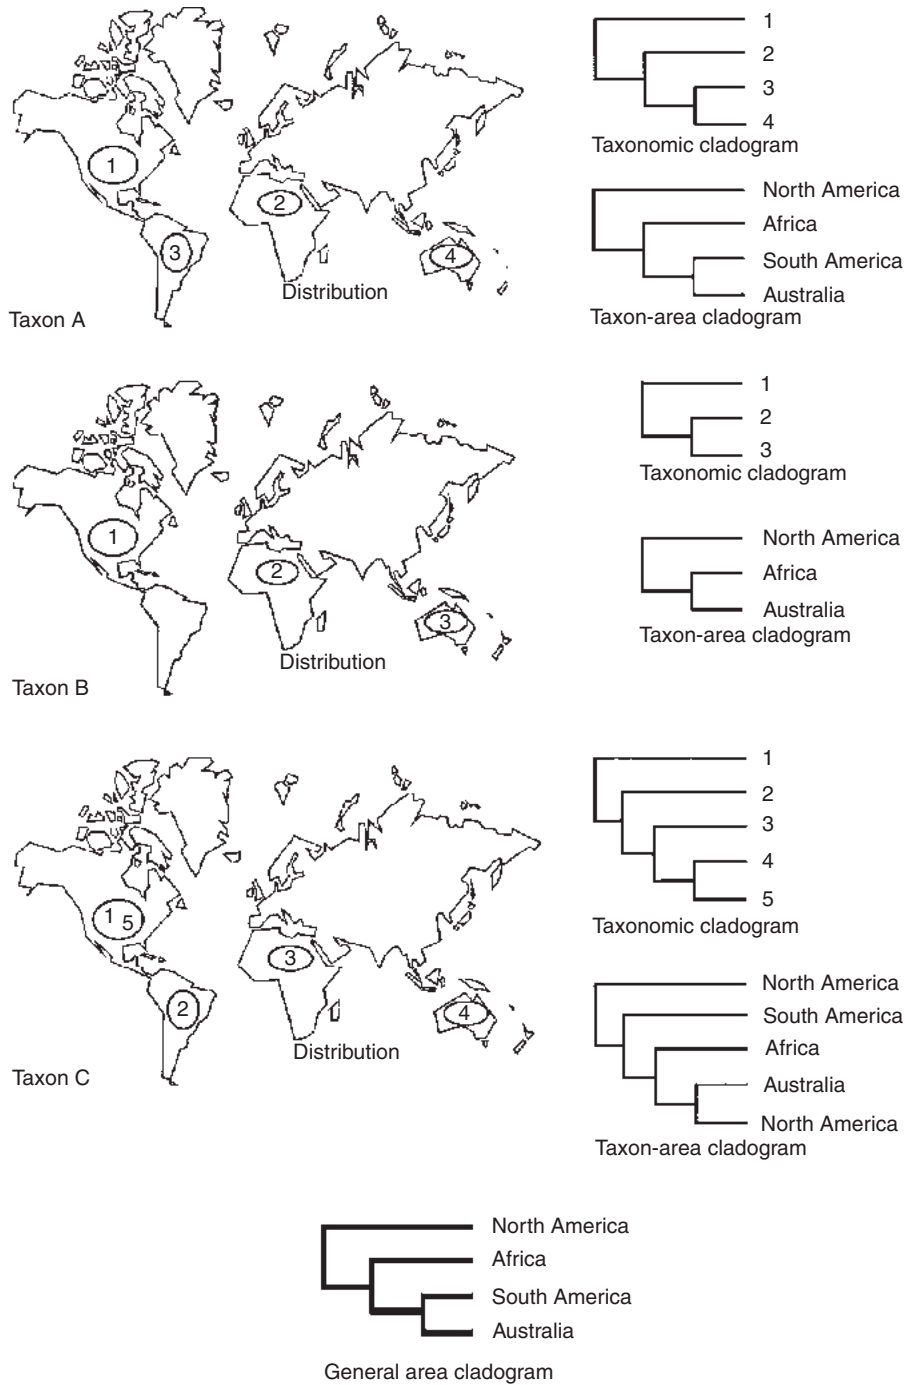 1
2
3
4
Taxonomic cladogram
1
2
3
4
North America
Africa
South America
Australia
Taxon-area cladogram
Distribution
Taxon A
1
2
3
Taxonomic cladogram
1
2
3
North America
Africa
Australia
Taxon-area cladogram
Distribution
Taxon B
1
2
3
4
5
Taxonomic cladogram
1 5
3
2
4
North America
South America
Africa
Australia
North America
Taxon-area cladogram
Distribution
Taxon C
North America
Africa
South America
Australia
General area cladogram